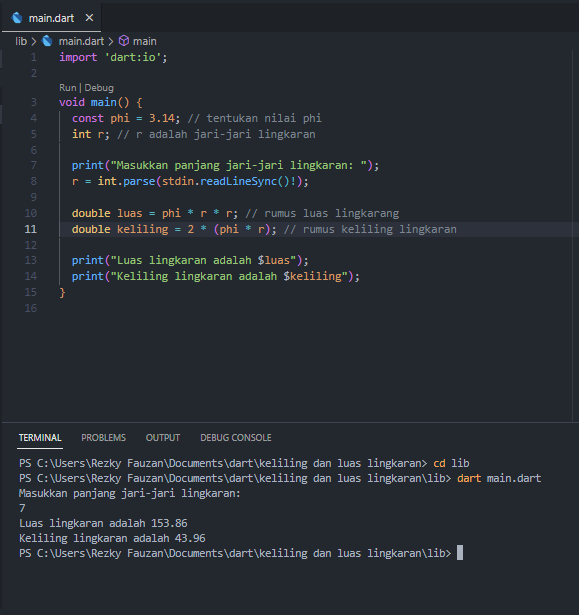 main.dart
lib > main.dart > main
1 import 'dart:io';
2
Run | Debug
3 void main() {
4 const phi = 3.14; // tentukan nilai phi
5 int r; // r adalah jari-jari lingkaran
6
7 print("Masukkan panjang jari-jari lingkaran: ");
8 r = int.parse(stdin.readLineSync()!);
9
10 double luas = phi * r * r; // rumus luas lingkarang
11 double keliling = 2 * (phi * r); // rumus keliling lingkaran
12
13 print("Luas lingkaran adalah $luas");
14 print("Keliling lingkaran adalah $keliling");
15 }
16
TERMINAL PROBLEMS OUTPUT DEBUG CONSOLE
PS C:\Users\Rezky Fauzan\Documents\dart\keliling dan luas lingkaran> cd lib
PS C:\Users\Rezky Fauzan\Documents\dart\keliling dan luas lingkaran\lib> dart main.dart
Masukkan panjang jari-jari lingkaran:
7
Luas lingkaran adalah 153.86
Keliling lingkaran adalah 43.96
PS C:\Users\Rezky Fauzan\Documents\dart\keliling dan luas lingkaran\lib>